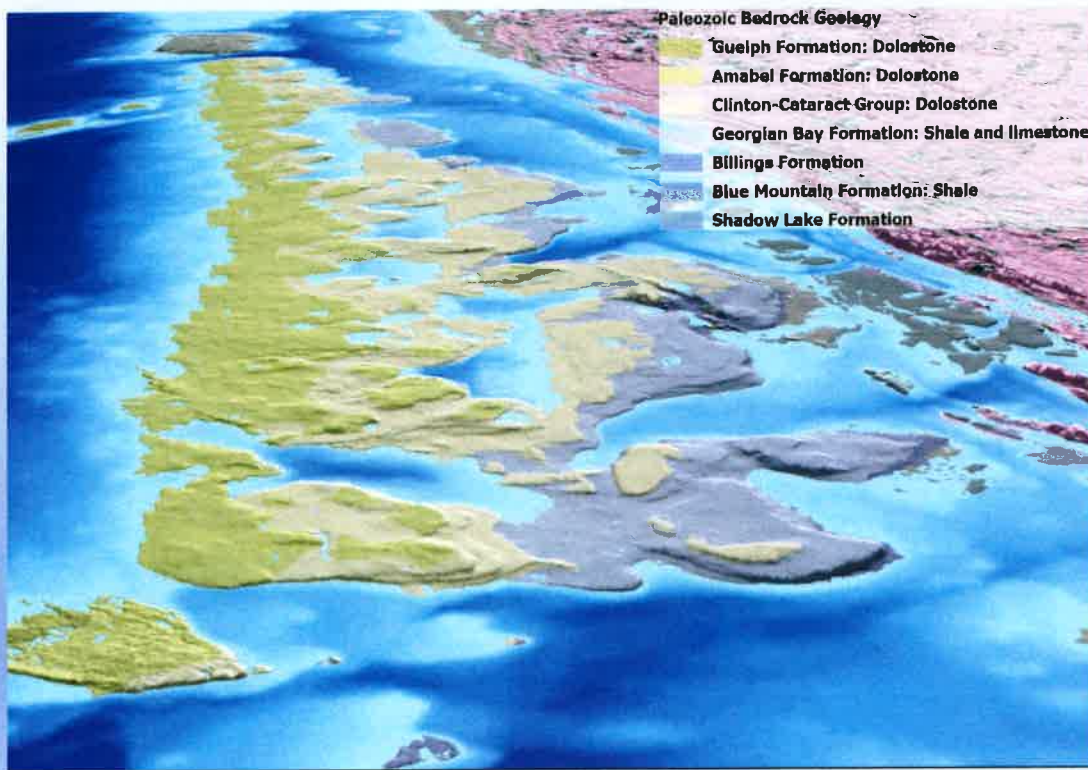 Paleozoic Bedrock Geology
Guelph Formation: Dolostone
Amabel Formation: Dolostone
Clinton-Cataract Group: Dolostone
Georgian Bay Formation: Shale and limestone
Billings Formation
Blue Mountain Formation: Shale
Shadow Lake Formation